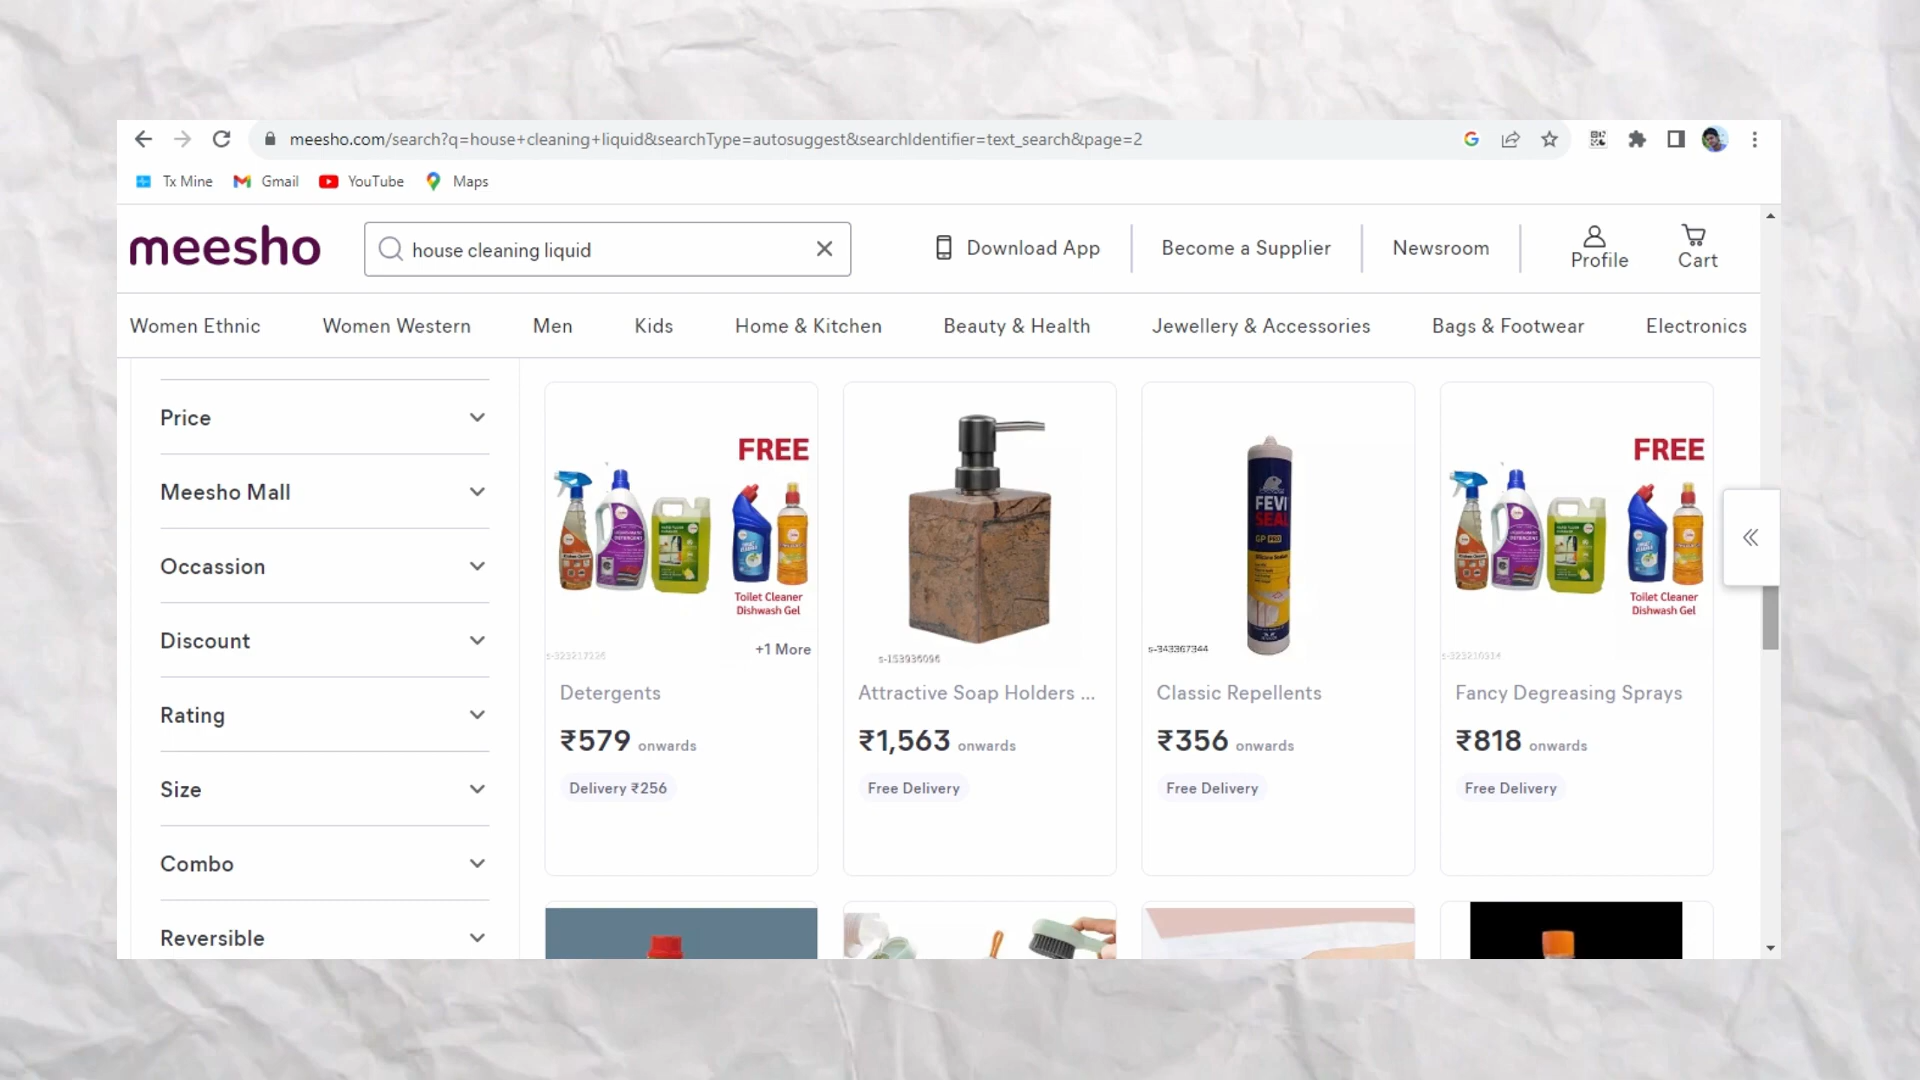 meesho.com/search?q=house+cleaning+liquid&searchType=autosuggest&searchIdentifier=text_search&page=2
Tx Mine Gmail YouTube Maps
meesho
house cleaning liquid
Download App
Become a Supplier
Newsroom
Profile
Cart
Women Ethnic Women Western Men Kids Home & Kitchen Beauty & Health Jewellery & Accessories Bags & Footwear Electronics
Price
Meesho Mall
Occassion
Discount
Rating
Size
Combo
Reversible
FREE
Toilet Cleaner
Dishwash Gel
+1 More
Detergents
₹579 onwards
Delivery ₹256
s-153936096
Attractive Soap Holders ...
₹1,563 onwards
Free Delivery
FEVI
SEAL
GP PRO
s-343367344
Classic Repellents
₹356 onwards
Free Delivery
FREE
Toilet Cleaner
Dishwash Gel
Fancy Degreasing Sprays
₹818 onwards
Free Delivery